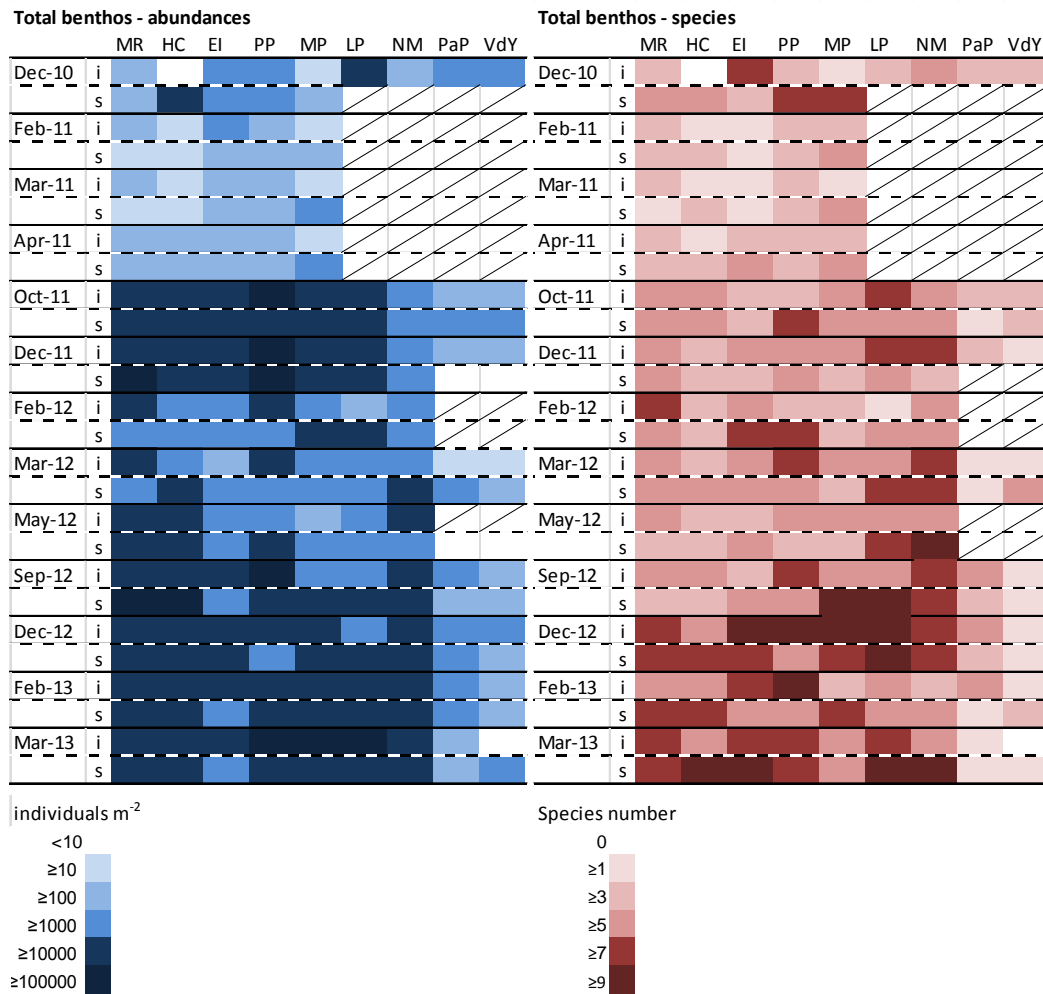 Total benthos - abundances Total benthos - species
MR HC EI PP MP LP NM PaP VdY MR HC EI PP MP LP NM PaP VdY
Dec-10 i Dec-10 i
s s
Feb-11 i Feb-11 i
s s
Mar-11 i Mar-11 i
s s
Apr-11 i Apr-11 i
s s
Oct-11 i Oct-11 i
s s
Dec-11 i Dec-11 i
s s
Feb-12 i Feb-12 i
s s
Mar-12 i Mar-12 i
s s
May-12 i May-12 i
s s
Sep-12 i Sep-12 i
s s
Dec-12 i Dec-12 i
s s
Feb-13 i Feb-13 i
s s
Mar-13 i Mar-13 i
s s
individuals m⁻² Species number
<10 0
≥10 ≥1
≥100 ≥3
≥1000 ≥5
≥10000 ≥7
≥100000 ≥9